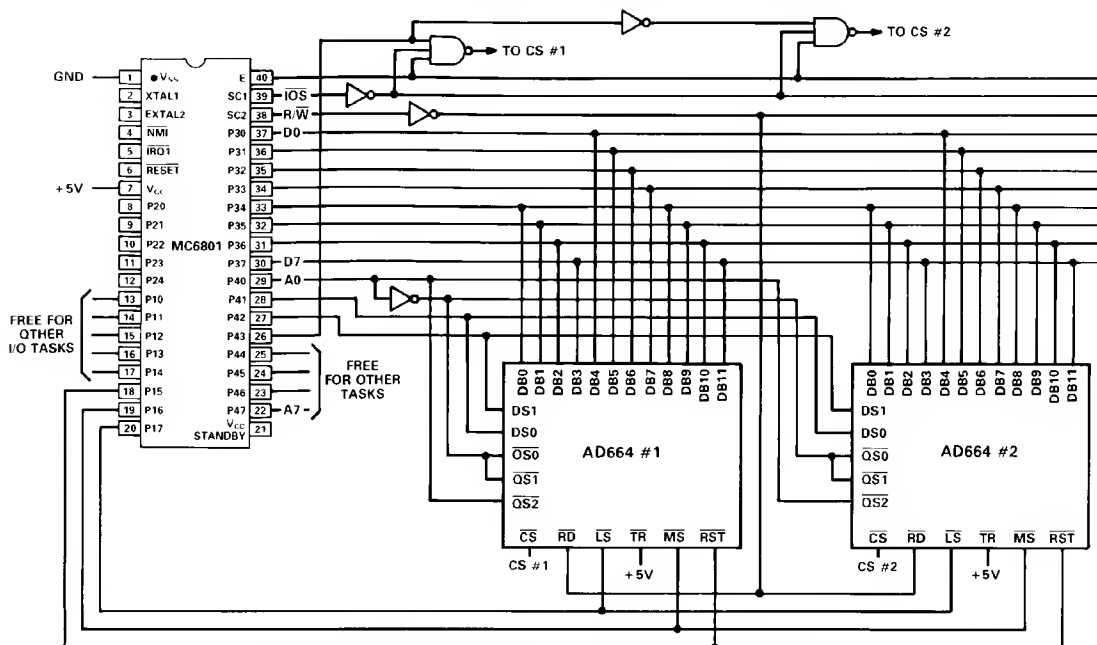 TO CS #1
TO CS #2
GND
1 ● VSS
E 40
2 XTAL1
SC1 39 IOS
3 EXTAL2
SC2 38 R/W
4 NMI
P30 37 D0
5 IRQ1
P31 36
6 RESET
P32 35
+5V
7 VCC
P33 34
8 P20
P34 33
9 P21
P35 32
10 P22
MC6801
P36 31
11 P23
P37 30 D7
12 P24
P40 29 A0
13 P10
P41 28
14 P11
P42 27
15 P12
P43 26
16 P13
P44 25
17 P14
P45 24
18 P15
P46 23
19 P16
P47 22 A7
20 P17
VCC
STANDBY 21
FREE FOR
OTHER
I/O TASKS
FREE
FOR OTHER
TASKS
DB0 DB1 DB2 DB3 DB4 DB5 DB6 DB7 DB8 DB9 DB10 DB11
DS1
DS0
QS0
QS1
QS2
AD664 #1
CS RD LS TR MS RST
CS #1
+5V
DB0 DB1 DB2 DB3 DB4 DB5 DB6 DB7 DB8 DB9 DB10 DB11
DS1
DS0
QS0
QS1
QS2
AD664 #2
CS RD LS TR MS RST
CS #2
+5V